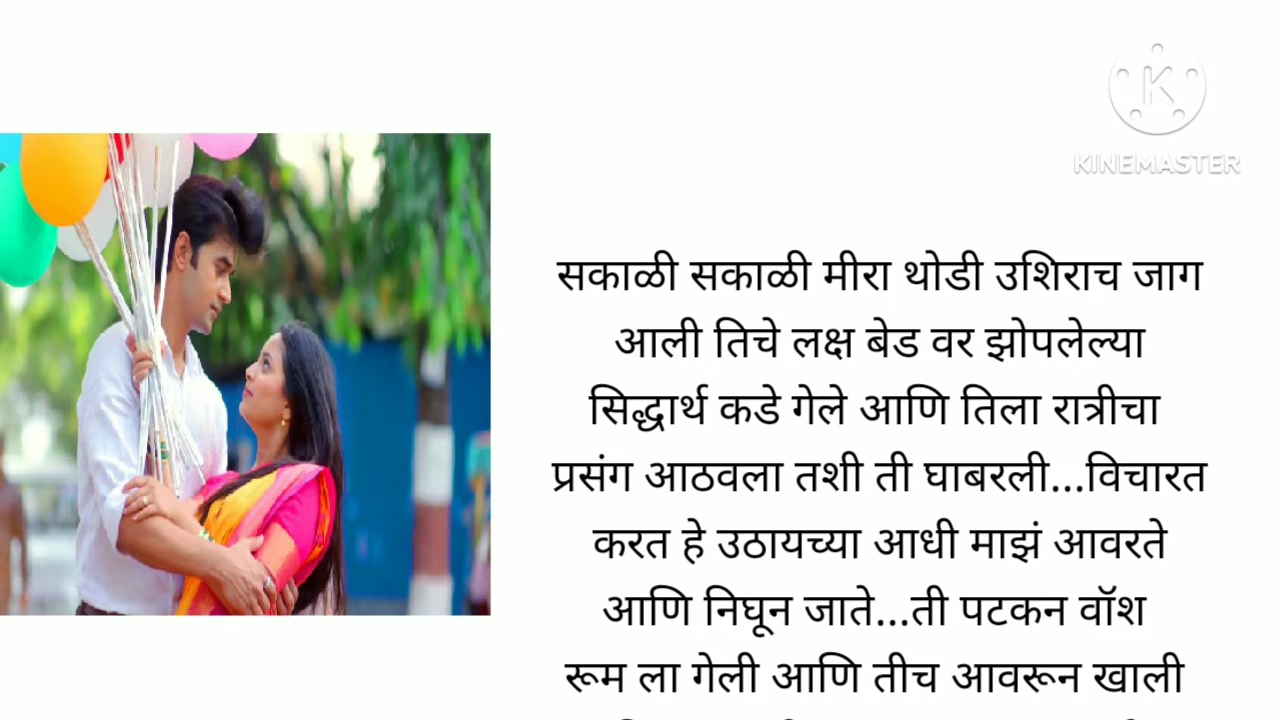 KINEMASTER
सकाळी सकाळी मीरा थोडी उशिराच जाग
आली तिचे लक्ष बेड वर झोपलेल्या
सिद्धार्थ कडे गेले आणि तिला रात्रीचा
प्रसंग आठवला तशी ती घाबरली...विचारत
करत हे उठायच्या आधी माझं आवरते
आणि निघून जाते...ती पटकन वॉश
रूम ला गेली आणि तीच आवरून खाली